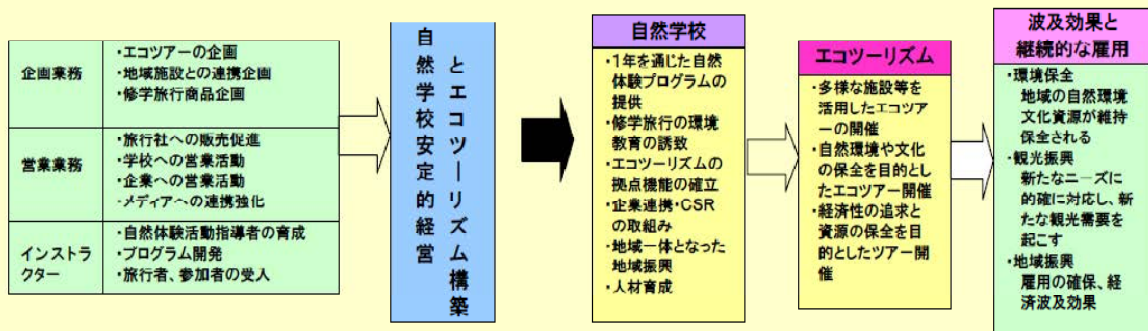 企画業務
・エコツアーの企画
・地域施設との連携企画
・修学旅行商品企画
営業業務
・旅行社への販売促進
・学校への営業活動
・企業への営業活動
・メディアへの連携強化
インストラ
クター
・自然体験活動指導者の育成
・プログラム開発
・旅行者、参加者の受入
自然学校安定的経営
とエコツーリズム構築
自然学校
・1年を通じた自然
体験プログラムの
提供
・修学旅行の環境
教育の誘致
・エコツーリズムの
拠点機能の確立
・企業連携・CSR
の取組み
・地域一体となった
地域振興
・人材育成
エコツーリズム
・多様な施設等を
活用したエコツア
ーの開催
・自然環境や文化
の保全を目的とし
たエコツアー開催
・経済性の追求と
資源の保全を目
的としたツアー開
催
波及効果と
継続的な雇用
・環境保全
地域の自然環境
文化資源が維持
保全される
・観光振興
新たなニーズに
的確に対応し、新
たな観光需要を
起こす
・地域振興
雇用の確保、経
済波及効果